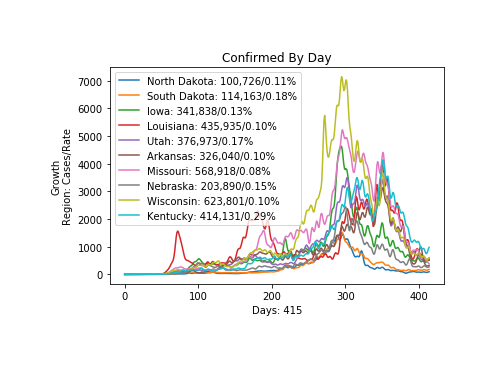 Confirmed By Day
Growth
Region: Cases/Rate
7000
6000
5000
4000
3000
2000
1000
0
North Dakota: 100,726/0.11%
South Dakota: 114,163/0.18%
Iowa: 341,838/0.13%
Louisiana: 435,935/0.10%
Utah: 376,973/0.17%
Arkansas: 326,040/0.10%
Missouri: 568,918/0.08%
Nebraska: 203,890/0.15%
Wisconsin: 623,801/0.10%
Kentucky: 414,131/0.29%
0 100 200 300 400
Days: 415